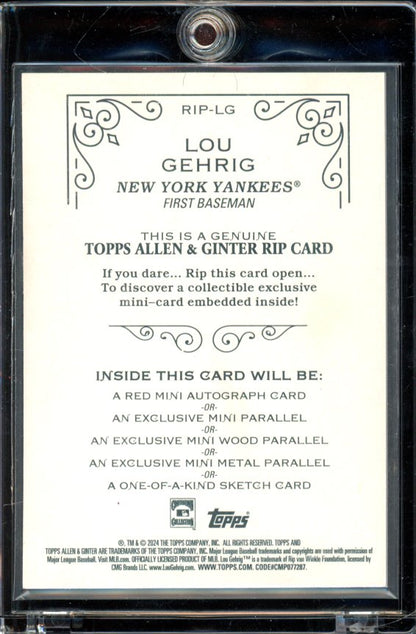 RIP-LG
LOU
GEHRIG
NEW YORK YANKEES®
FIRST BASEMAN
THIS IS A GENUINE
TOPPS ALLEN & GINTER RIP CARD
If you dare... Rip this card open...
To discover a collectible exclusive
mini-card embedded inside!
INSIDE THIS CARD WILL BE:
A RED MINI AUTOGRAPH CARD
-OR-
AN EXCLUSIVE MINI PARALLEL
-OR-
AN EXCLUSIVE MINI WOOD PARALLEL
-OR-
AN EXCLUSIVE MINI METAL PARALLEL
-OR-
A ONE-OF-A-KIND SKETCH CARD
COOPERSTOWN COLLECTION
Topps
®, TM & © 2024 THE TOPPS COMPANY, INC. ALL RIGHTS RESERVED. TOPPS AND
TOPPS ALLEN & GINTER ARE TRADEMARKS OF THE TOPPS COMPANY, INC. Major League Baseball trademarks and copyrights are used with permission of
Major League Baseball. Visit MLB.com. OFFICIALLY LICENSED PRODUCT OF MLB. Lou Gehrig™ is a trademark of Rip van Winkle Foundation, licensed by
CMG Brands LLC. www.LouGehrig.com. WWW.TOPPS.COM. CODE#CMP077287.